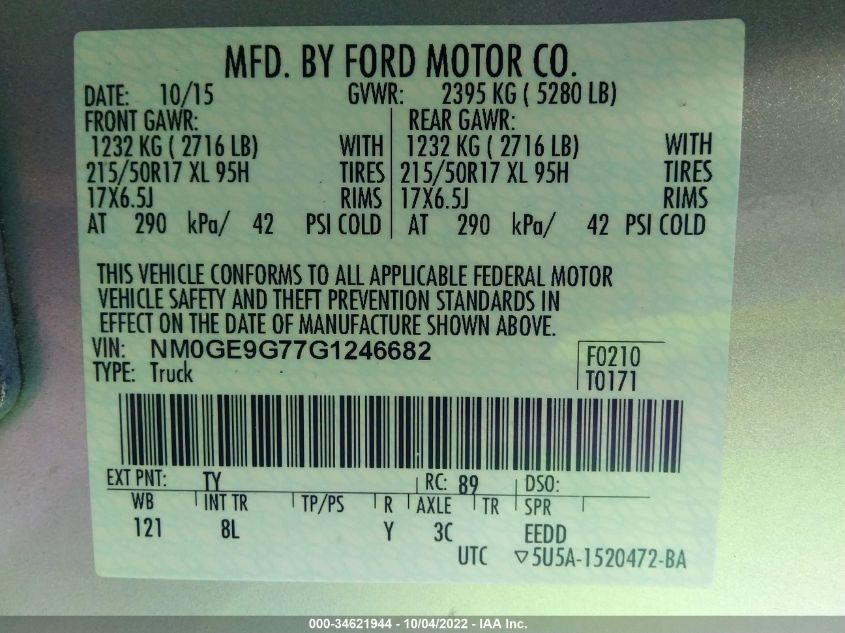 MFD. BY FORD MOTOR CO.
DATE: 10/15 GVWR: 2395 KG ( 5280 LB)
FRONT GAWR: REAR GAWR:
1232 KG ( 2716 LB) WITH 1232 KG ( 2716 LB) WITH
215/50R17 XL 95H TIRES 215/50R17 XL 95H TIRES
17X6.5J RIMS 17X6.5J RIMS
AT 290 kPa/ 42 PSI COLD AT 290 kPa/ 42 PSI COLD
THIS VEHICLE CONFORMS TO ALL APPLICABLE FEDERAL MOTOR
VEHICLE SAFETY AND THEFT PREVENTION STANDARDS IN
EFFECT ON THE DATE OF MANUFACTURE SHOWN ABOVE.
VIN: NM0GE9G77G1246682 F0210
TYPE: Truck T0171
EXT PNT: TY RC: 89 DSO:
WB INT TR TP/PS R AXLE TR SPR
121 8L Y 3C EEDD
UTC ▽5U5A-1520472-BA
000-34621944 - 10/04/2022 - IAA Inc.